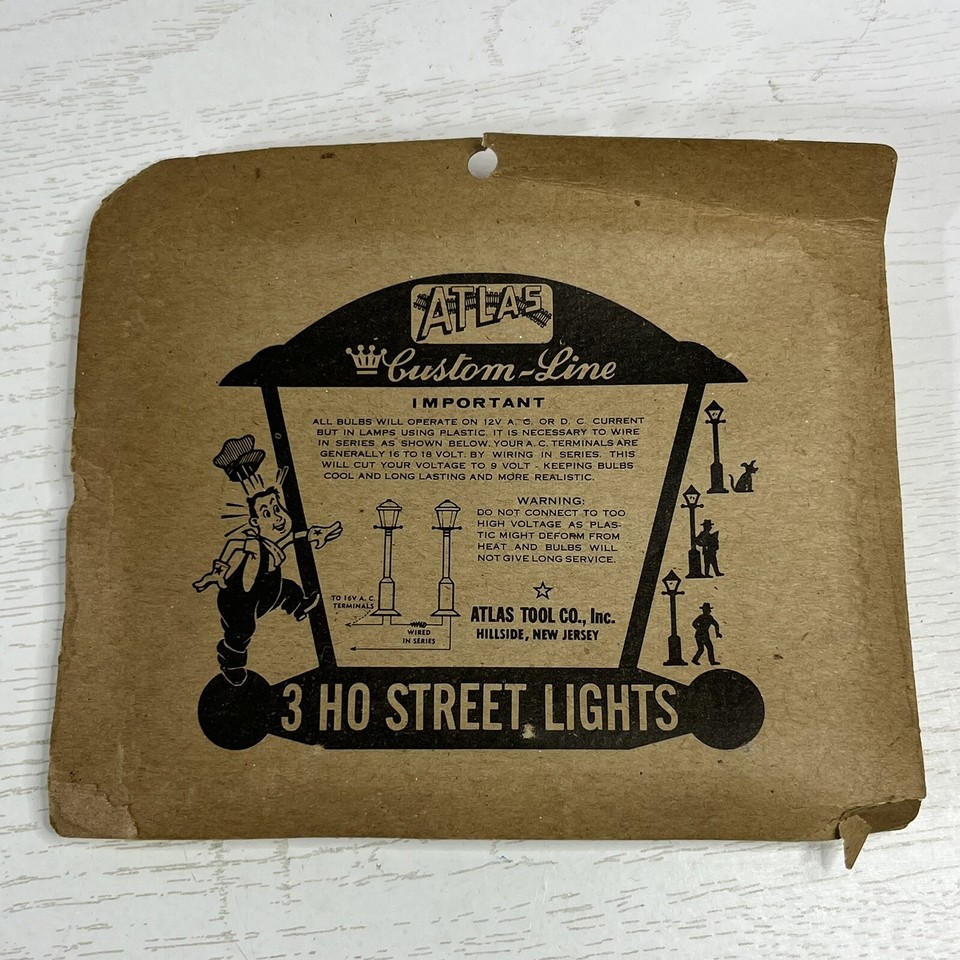 ATLAS
Custom-Line
IMPORTANT
ALL BULBS WILL OPERATE ON 12V A. C. OR D. C. CURRENT
BUT IN LAMPS USING PLASTIC. IT IS NECESSARY TO WIRE
IN SERIES AS SHOWN BELOW. YOUR A. C. TERMINALS ARE
GENERALLY 16 TO 18 VOLT. BY WIRING IN SERIES. THIS
WILL CUT YOUR VOLTAGE TO 9 VOLT - KEEPING BULBS
COOL AND LONG LASTING AND MORE REALISTIC.
WARNING:
DO NOT CONNECT TO TOO
HIGH VOLTAGE AS PLAS-
TIC MIGHT DEFORM FROM
HEAT AND BULBS WILL
NOT GIVE LONG SERVICE.
TO 16V A. C.
TERMINALS
WIRED
IN SERIES
ATLAS TOOL CO., Inc.
HILLSIDE, NEW JERSEY
3 HO STREET LIGHTS